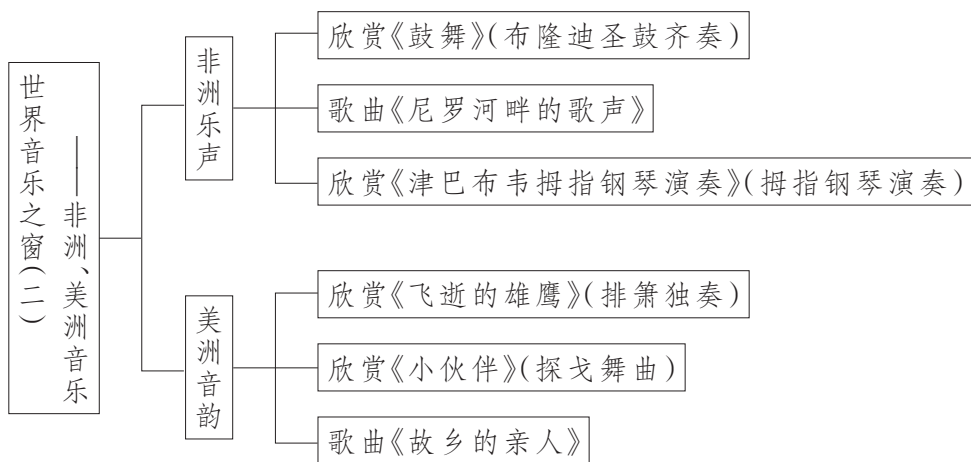 世界音乐之窗(二)
——非洲、美洲音乐
非洲乐声
欣赏《鼓舞》(布隆迪圣鼓齐奏)
歌曲《尼罗河畔的歌声》
欣赏《津巴布韦拇指钢琴演奏》(拇指钢琴演奏)
美洲音韵
欣赏《飞逝的雄鹰》(排箫独奏)
欣赏《小伙伴》(探戈舞曲)
歌曲《故乡的亲人》